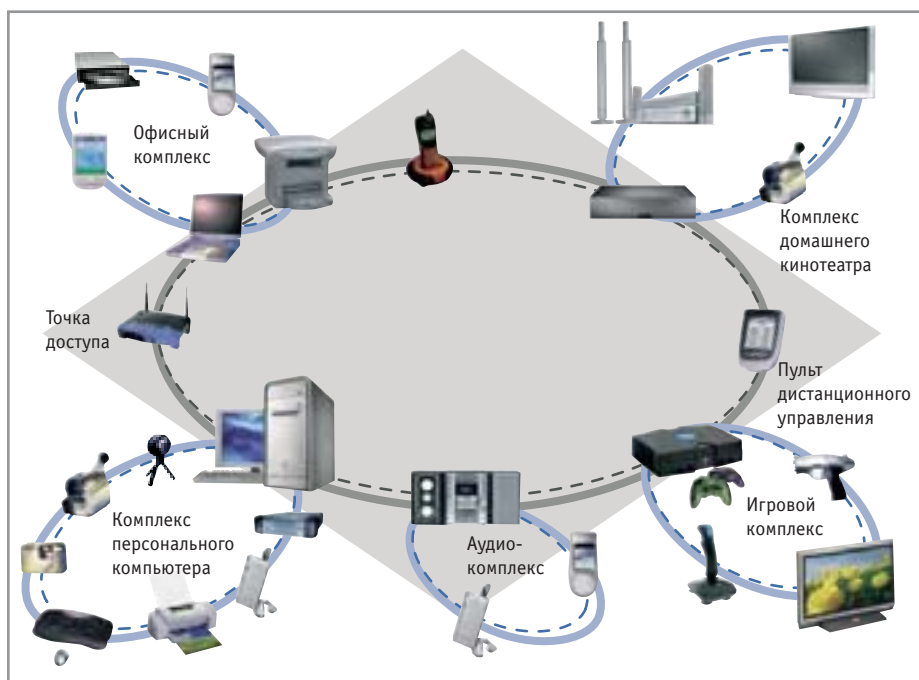 Офисный
комплекс
Комплекс
домашнего
кинотеатра
Точка
доступа
Пульт
дистанционного
управления
Комплекс
персонального
компьютера
Аудио-
комплекс
Игровой
комплекс